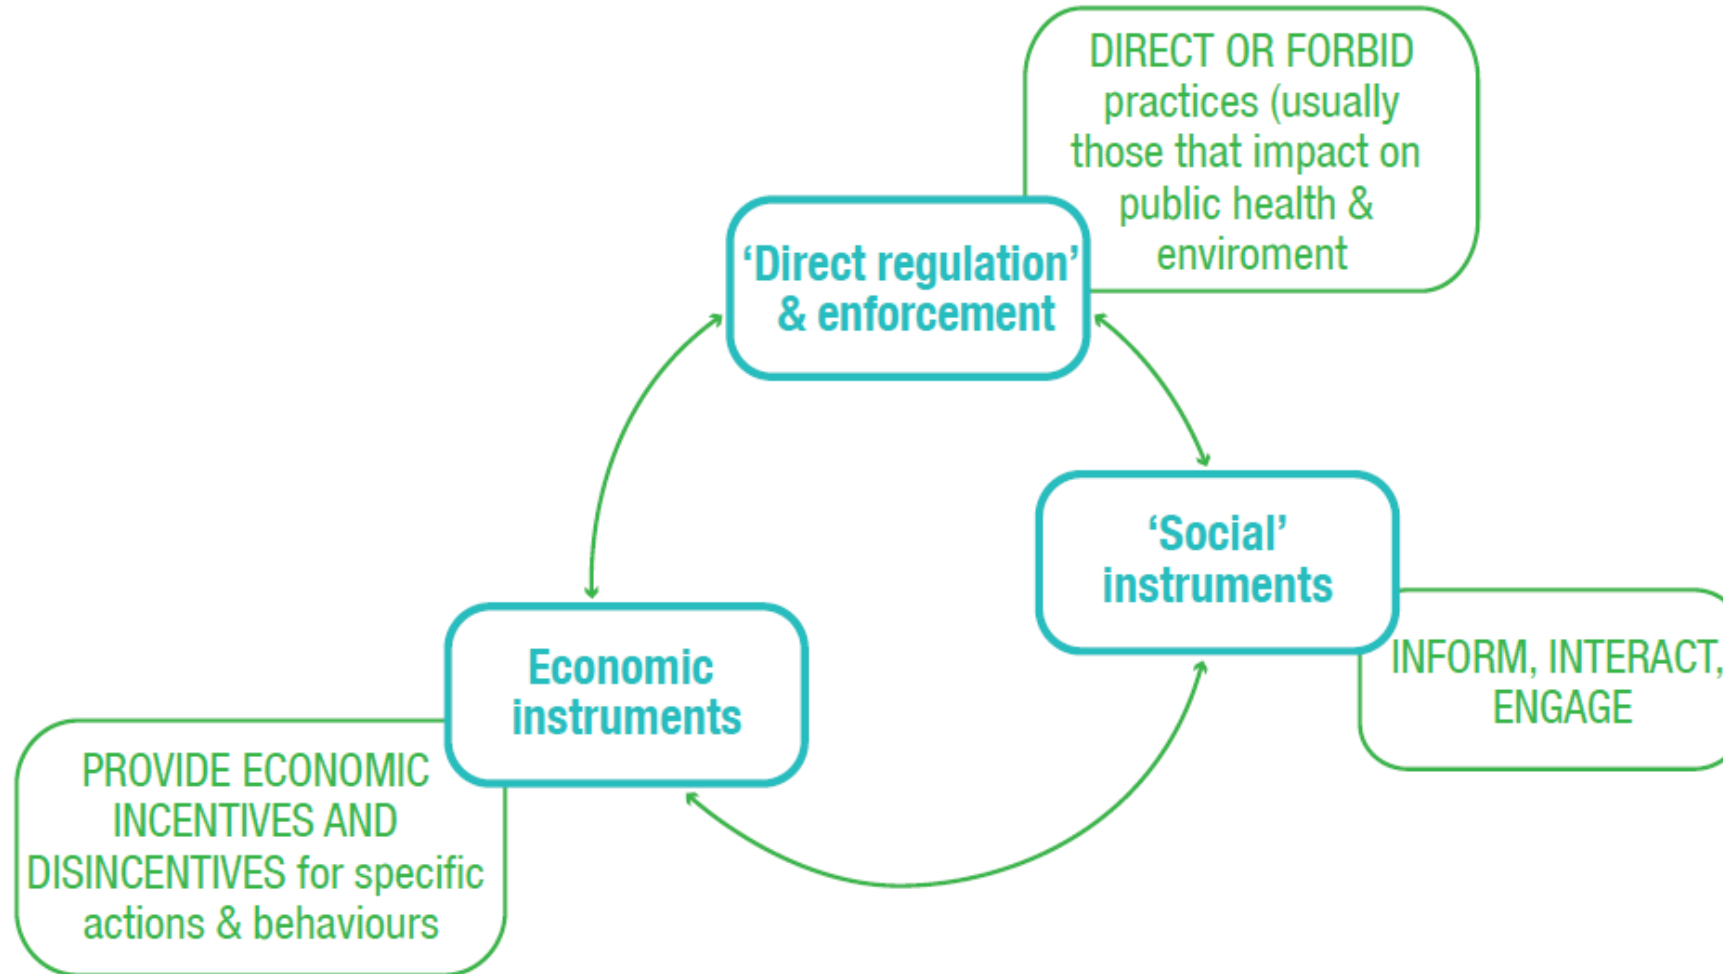 DIRECT OR FORBID
practices (usually
those that impact on
public health &
enviroment
‘Direct regulation’
& enforcement
‘Social’
instruments
INFORM, INTERACT,
ENGAGE
Economic
instruments
PROVIDE ECONOMIC
INCENTIVES AND
DISINCENTIVES for specific
actions & behaviours